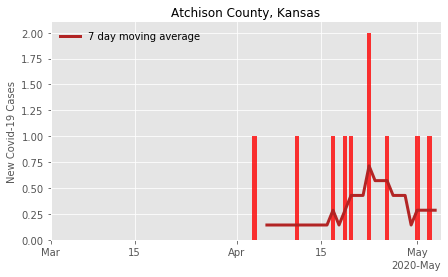 Atchison County, Kansas
7 day moving average
New Covid-19 Cases
2.00
1.75
1.50
1.25
1.00
0.75
0.50
0.25
0.00
Mar
15
Apr
15
May
2020-May